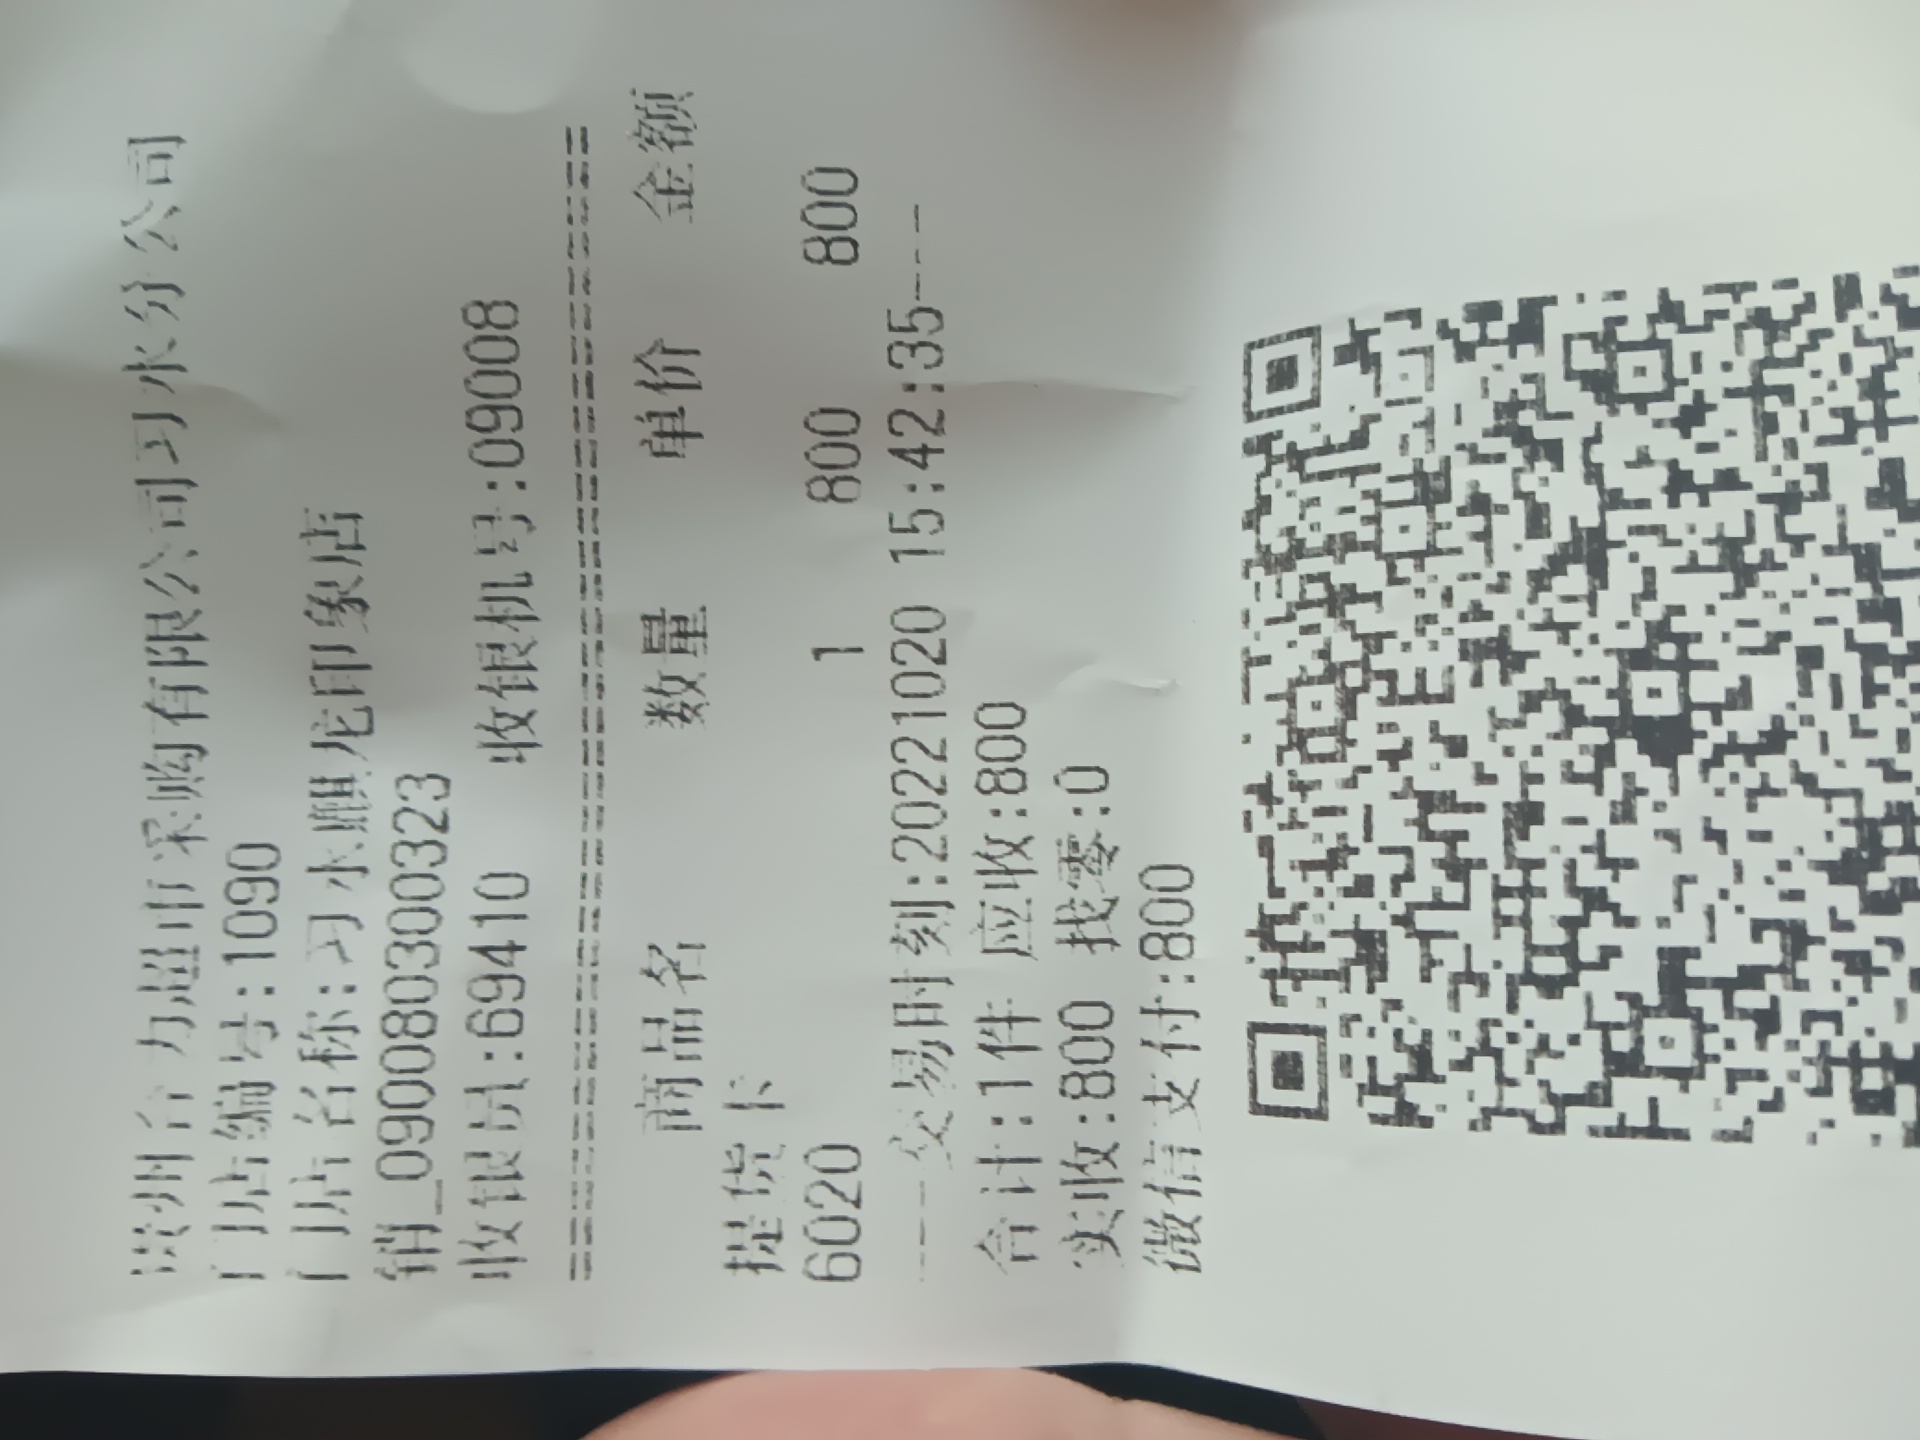 贵州合力超市采购有限公司习水分公司
门店编号:1090
门店名称:习水麒龙印象店
销_0900803003​23
收银员:69410 收银机号:09008
================================================
商品名 数量 单价 金额
提货卡
6020 1 800 800
----交易时刻:20221020 15:42:35----
合计:1件 应收:800
实收:800 找零:0
微信支付:800